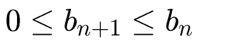 0 ≤ b_{n+1} ≤ b_n